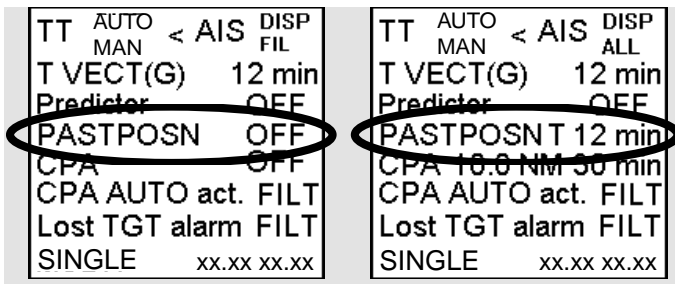 TT AUTO MAN < AIS DISP FIL
T VECT(G) 12 min
Predictor OFF
PASTPOSN OFF
CPA OFF
CPA AUTO act. FILT
Lost TGT alarm FILT
SINGLE xx.xx xx.xx
TT AUTO MAN < AIS DISP ALL
T VECT(G) 12 min
Predictor OFF
PASTPOSN T 12 min
CPA 10.0 NM 30 min
CPA AUTO act. FILT
Lost TGT alarm FILT
SINGLE xx.xx xx.xx